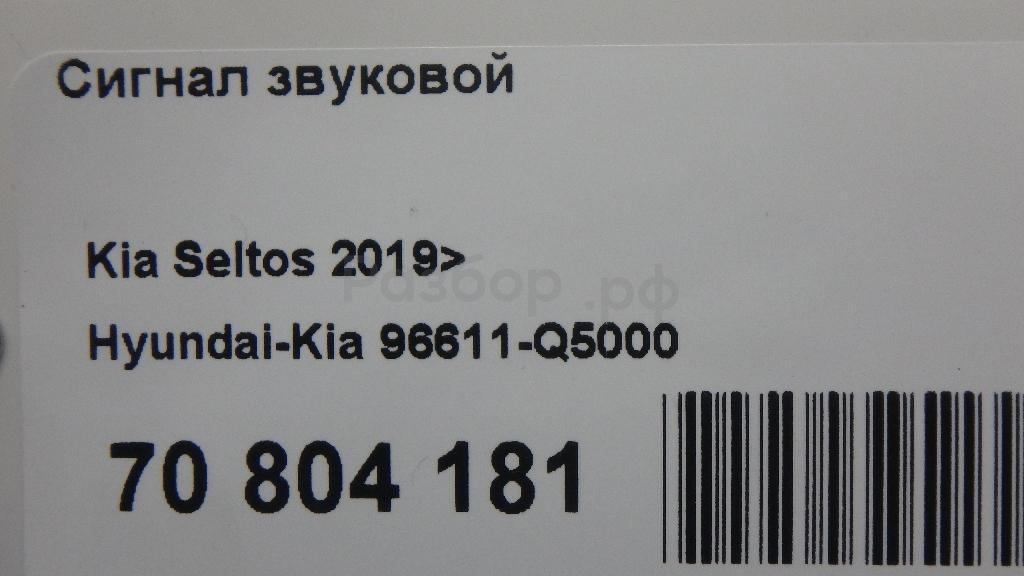 Сигнал звуковой
Kia Seltos 2019>
Разбор.рф
Hyundai-Kia 96611-Q5000
70 804 181